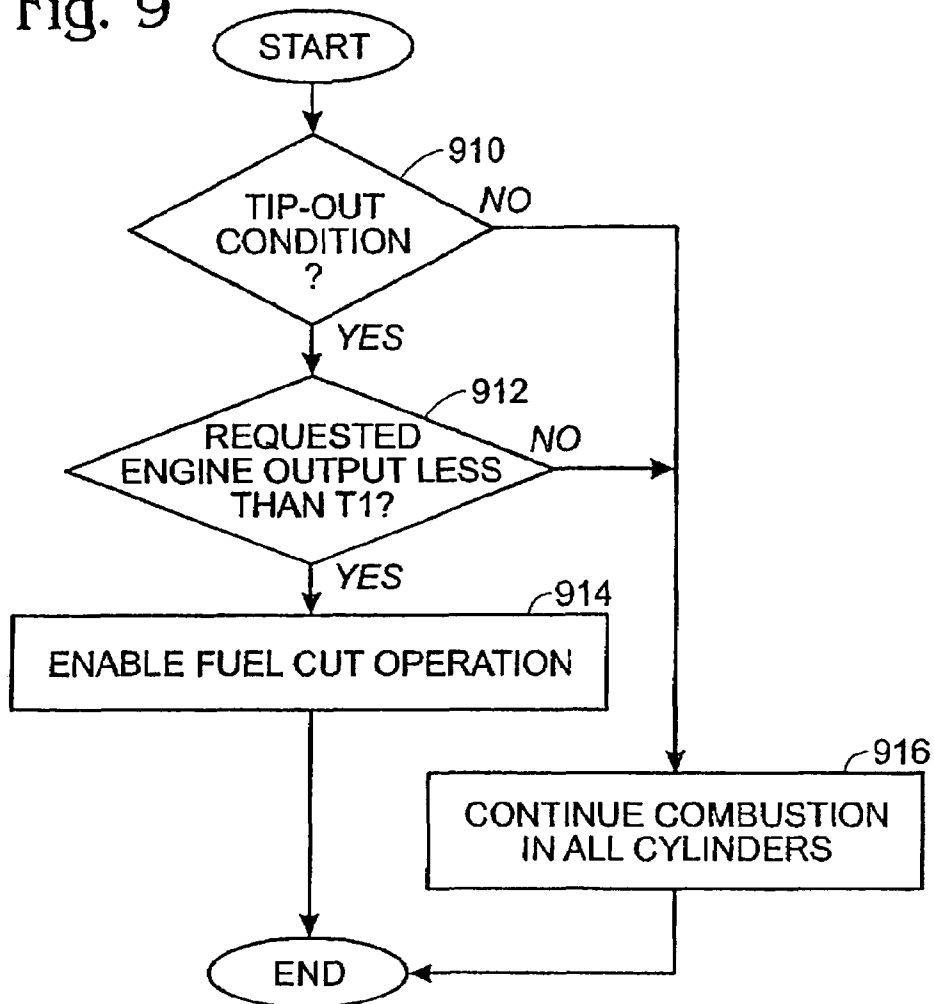 Fig. 9
START
910
TIP-OUT
CONDITION
?
NO
YES
912
REQUESTED
ENGINE OUTPUT LESS
THAN T1?
NO
YES
914
ENABLE FUEL CUT OPERATION
916
CONTINUE COMBUSTION
IN ALL CYLINDERS
END